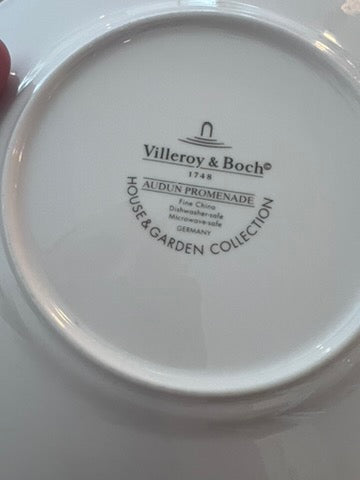 Villeroy & Boch©
1748
AUDUN PROMENADE
Fine China
Dishwasher-safe
Microwave-safe
GERMANY
HOUSE & GARDEN COLLECTION